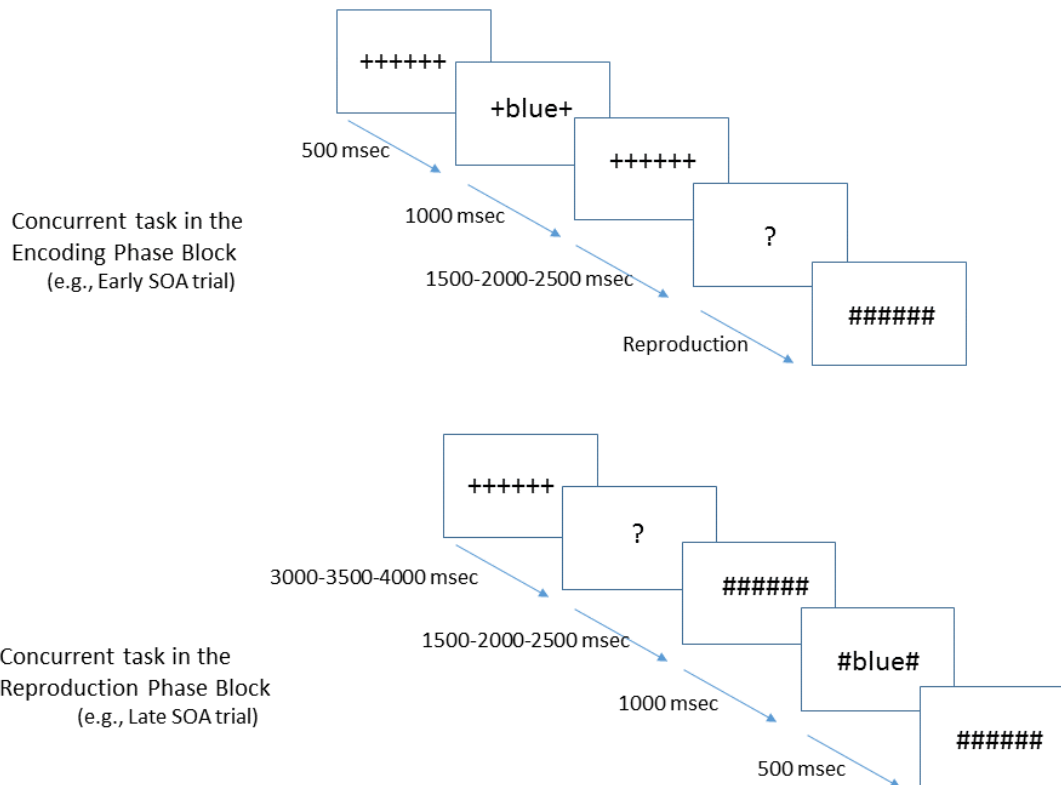 ++++++
+blue+
500 msec
++++++
1000 msec
?
Concurrent task in the
Encoding Phase Block
(e.g., Early SOA trial)
1500-2000-2500 msec
######
Reproduction
++++++
?
3000-3500-4000 msec
######
1500-2000-2500 msec
Concurrent task in the
Reproduction Phase Block
(e.g., Late SOA trial)
#blue#
1000 msec
######
500 msec